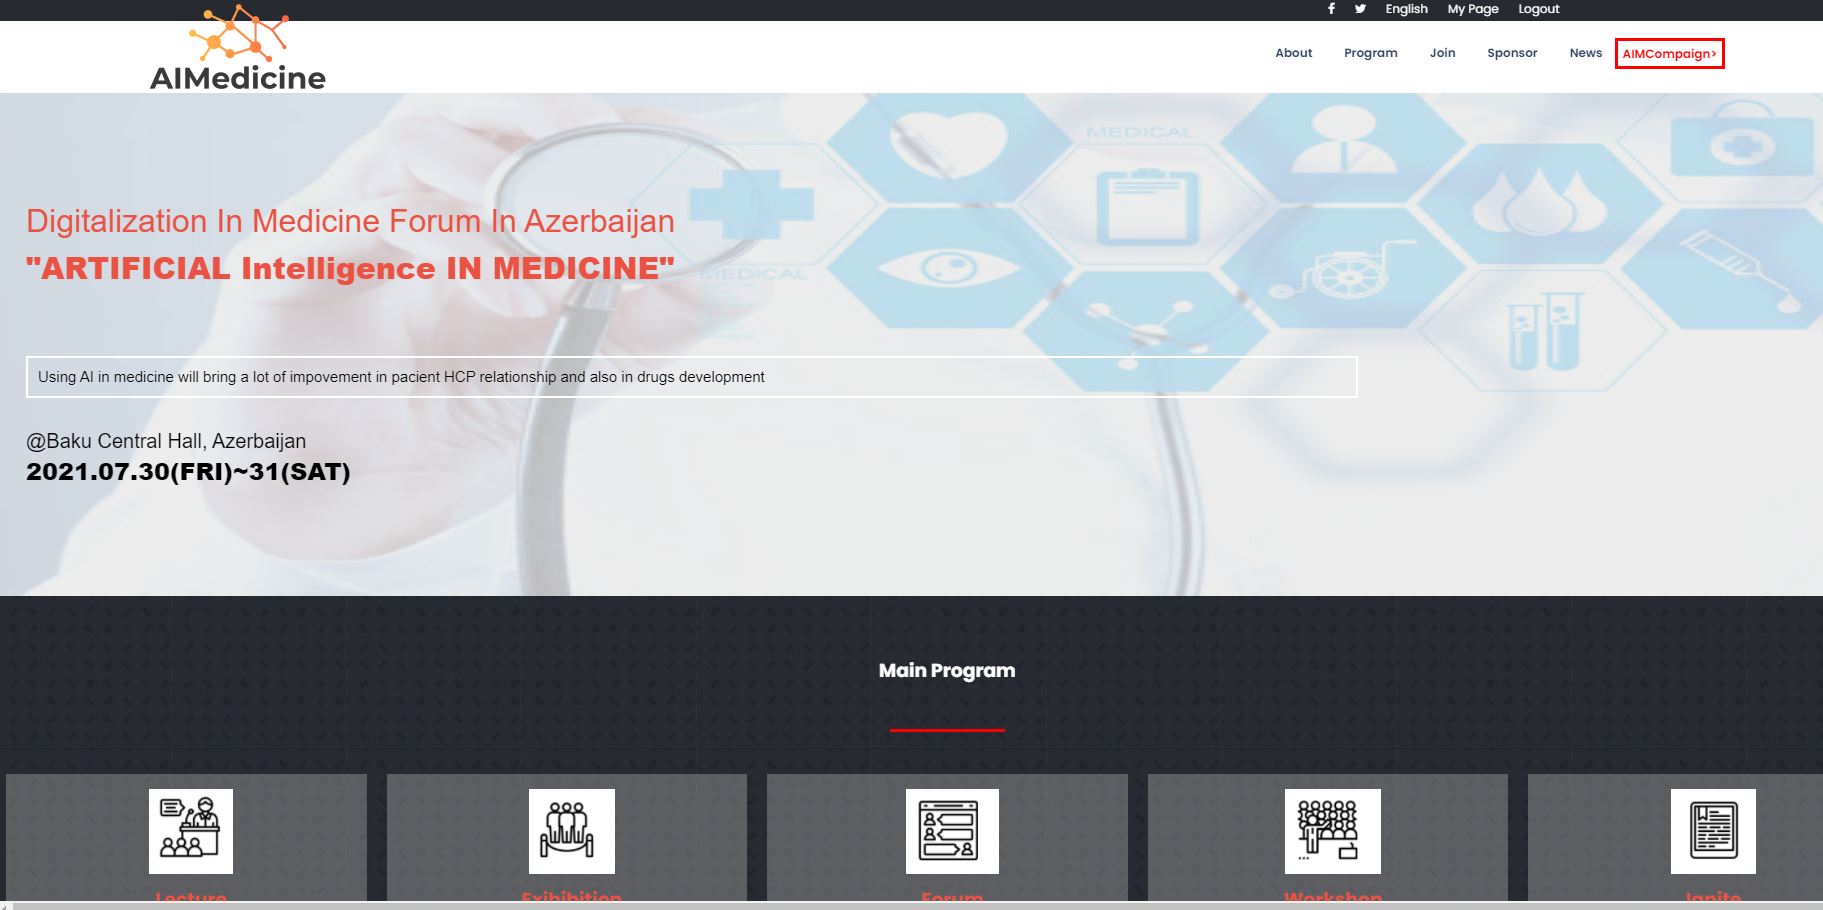 English My Page Logout
AIMedicine
About Program Join Sponsor News AIMCompaign>
MEDICAL
Digitalization In Medicine Forum In Azerbaijan
"ARTIFICIAL Intelligence IN MEDICINE"
MEDICAL
Using AI in medicine will bring a lot of impovement in pacient HCP relationship and also in drugs development
@Baku Central Hall, Azerbaijan
2021.07.30(FRI)~31(SAT)
Main Program
Lecture Exihibition Forum Workshop Ignite